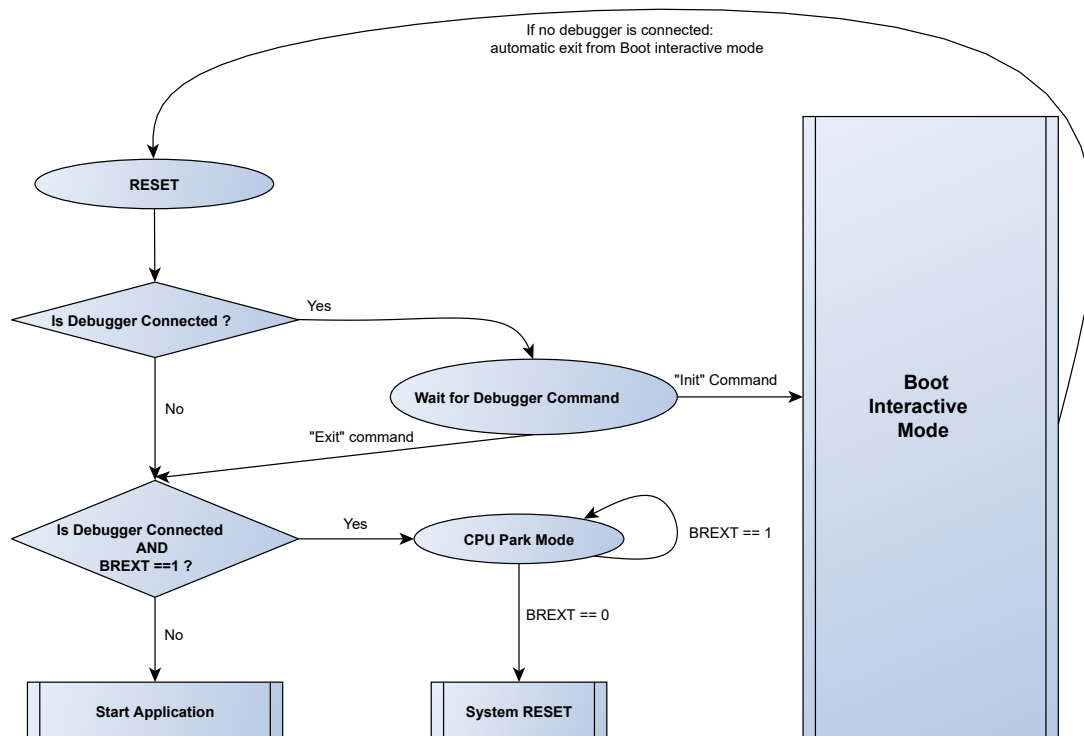 If no debugger is connected:
automatic exit from Boot interactive mode
RESET
Is Debugger Connected ?
Yes
Wait for Debugger Command
"Init" Command
Boot
Interactive
Mode
No
"Exit" command
Is Debugger Connected
AND
BREXT ==1 ?
Yes
CPU Park Mode
BREXT == 1
No
BREXT == 0
Start Application
System RESET